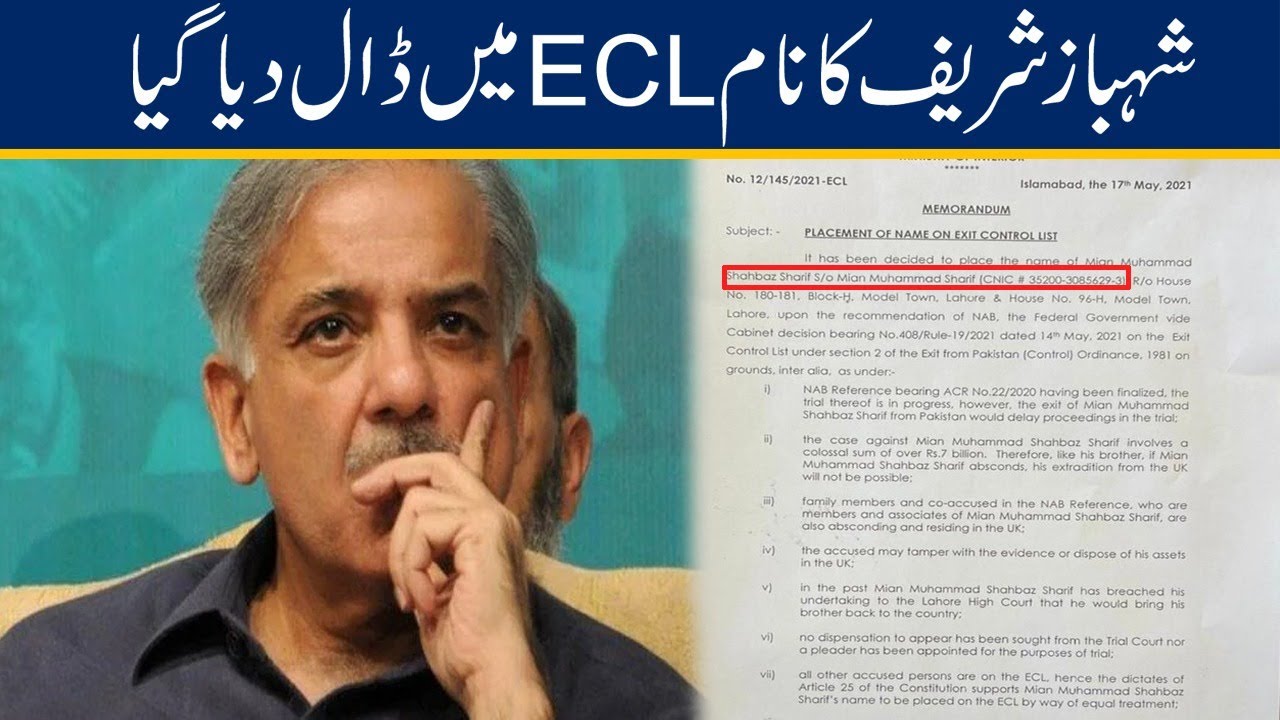 شہباز شریف کا نام ECL میں ڈال دیا گیا
MINISTRY OF INTERIOR
*******
No. 12/145/2021-ECL Islamabad, the 17th May, 2021
MEMORANDUM
Subject: - PLACEMENT OF NAME ON EXIT CONTROL LIST
It has been decided to place the name of Mian Muhammad
Shahbaz Sharif S/o Mian Muhammad Sharif (CNIC # 35200-3085629-3) R/o House
No. 180-181, Block-H, Model Town, Lahore & House No. 96-H, Model Town,
Lahore, upon the recommendation of NAB, the Federal Government vide
Cabinet decision bearing No.408/Rule-19/2021 dated 14th May, 2021 on the Exit
Control List under section 2 of the Exit from Pakistan (Control) Ordinance, 1981 on
grounds, inter alia, as under:-
i) NAB Reference bearing ACR No.22/2020 having been finalized, the
trial thereof is in progress, however, the exit of Mian Muhammad
Shahbaz Sharif from Pakistan would delay proceedings in the trial;
ii) the case against Mian Muhammad Shahbaz Sharif involves a
colossal sum of over Rs.7 billion. Therefore, like his brother, if Mian
Muhammad Shahbaz Sharif absconds, his extradition from the UK
will not be possible;
iii) family members and co-accused in the NAB Reference, who are
members and associates of Mian Muhammad Shahbaz Sharif, are
also absconding and residing in the UK;
iv) the accused may tamper with the evidence or dispose of his assets
in the UK;
v) in the past Mian Muhammad Shahbaz Sharif has breached his
undertaking to the Lahore High Court that he would bring his
brother back to the country;
vi) no dispensation to appear has been sought from the Trial Court nor
a pleader has been appointed for the purposes of trial;
vii) all other accused persons are on the ECL, hence the dictates of
Article 25 of the Constitution supports Mian Muhammad Shahbaz
Sharif's name to be placed on the ECL by way of equal treatment;